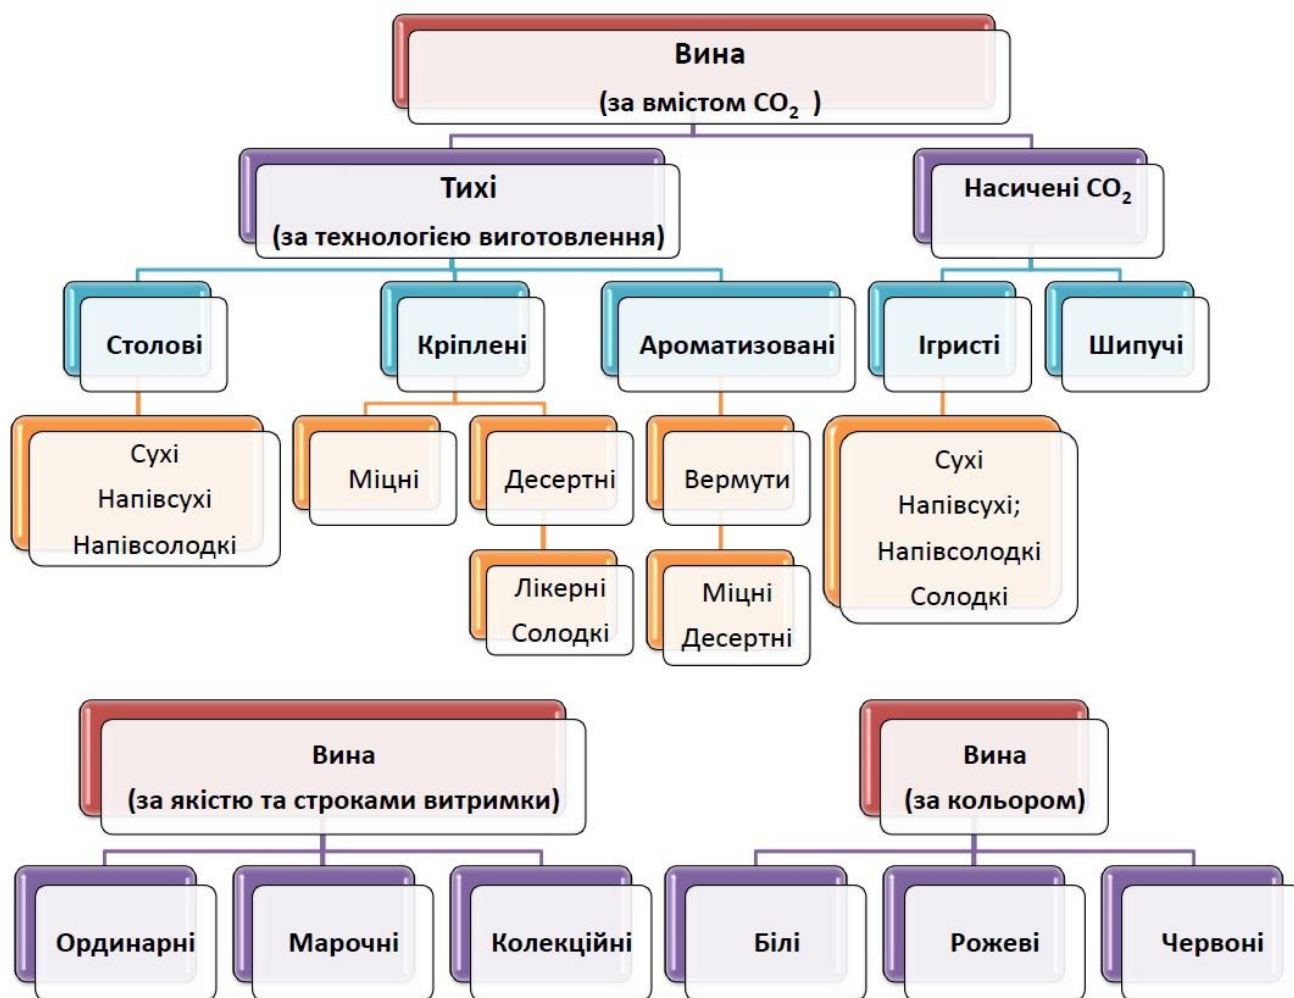 Вина
(за вмістом CO₂ )
Тихі
(за технологією виготовлення)
Насичені CO₂
Столові
Кріплені
Ароматизовані
Ігристі
Шипучі
Сухі
Напівсухі
Напівсолодкі
Міцні
Десертні
Вермути
Сухі
Напівсухі;
Напівсолодкі
Солодкі
Лікерні
Солодкі
Міцні
Десертні
Вина
(за якістю та строками витримки)
Вина
(за кольором)
Ординарні
Марочні
Колекційні
Білі
Рожеві
Червоні